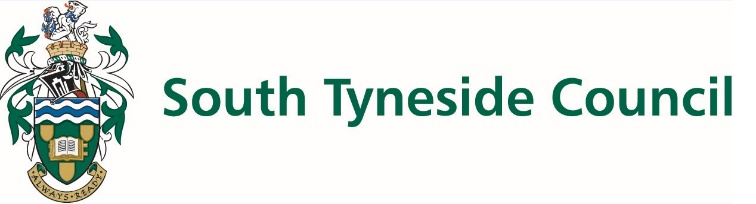 South Tyneside Council
ALWAYS · READY